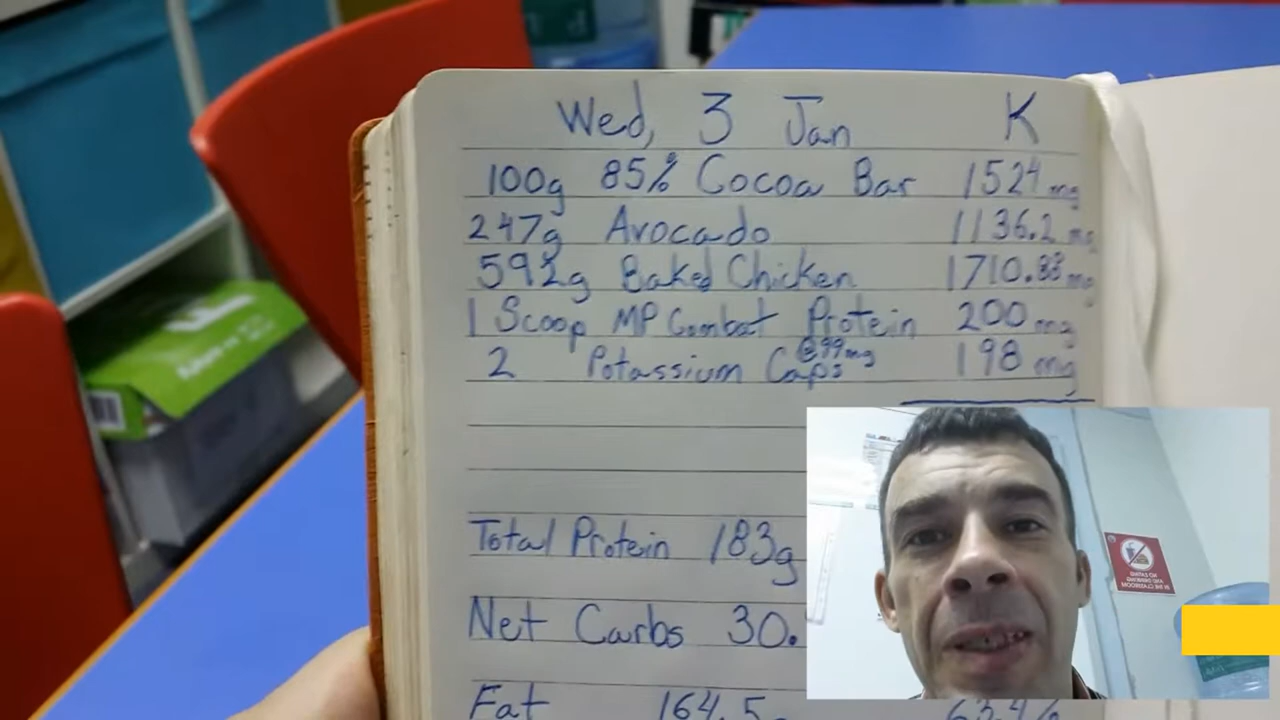 Wed, 3 Jan K
100g 85% Cocoa Bar 1524 mg
247g Avocado 1136.2 mg
592g Baked Chicken 1710.88 mg
1 Scoop MP Combat Protein 200 mg
2 Potassium Caps @99mg 198 mg
Total Protein 183g
Net Carbs 30.
Fat 164.5